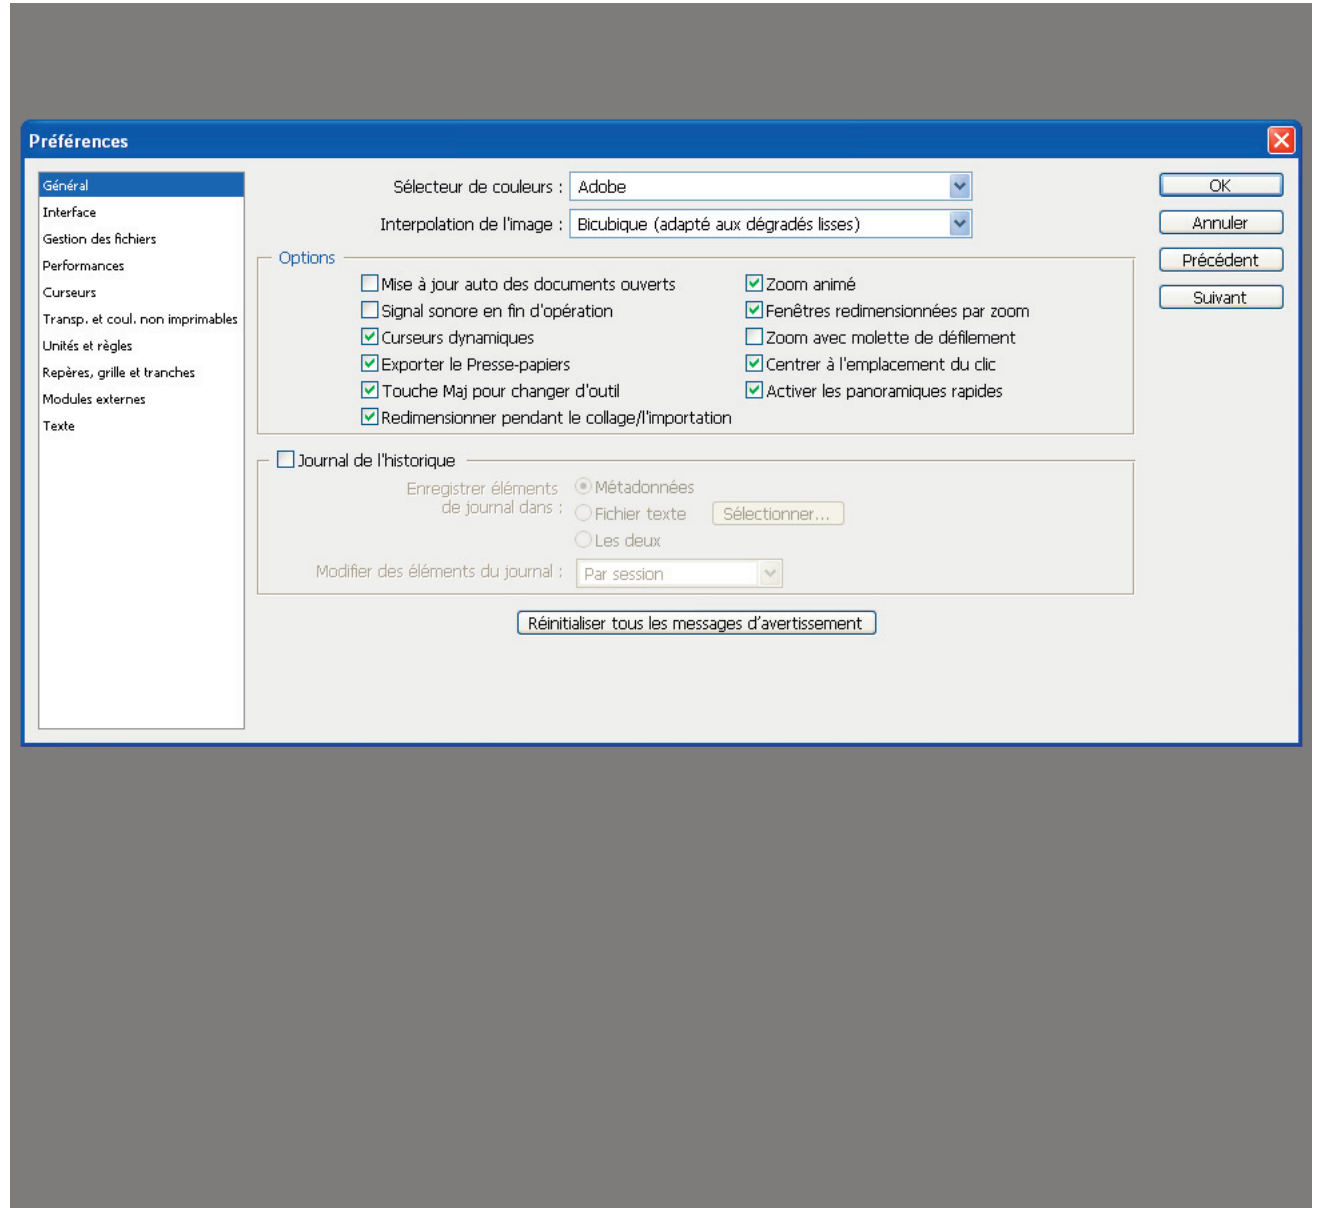 Préférences
Général
Interface
Gestion des fichiers
Performances
Curseurs
Transp. et coul. non imprimables
Unités et règles
Repères, grille et tranches
Modules externes
Texte
Sélecteur de couleurs : Adobe
Interpolation de l'image : Bicubique (adapté aux dégradés lisses)
Options
Mise à jour auto des documents ouverts
Signal sonore en fin d'opération
Curseurs dynamiques
Exporter le Presse-papiers
Touche Maj pour changer d'outil
Redimensionner pendant le collage/l'importation
Zoom animé
Fenêtres redimensionnées par zoom
Zoom avec molette de défilement
Centrer à l'emplacement du clic
Activer les panoramiques rapides
Journal de l'historique
Enregistrer éléments
de journal dans :
Métadonnées
Fichier texte Sélectionner...
Les deux
Modifier des éléments du journal : Par session
Réinitialiser tous les messages d'avertissement
OK
Annuler
Précédent
Suivant